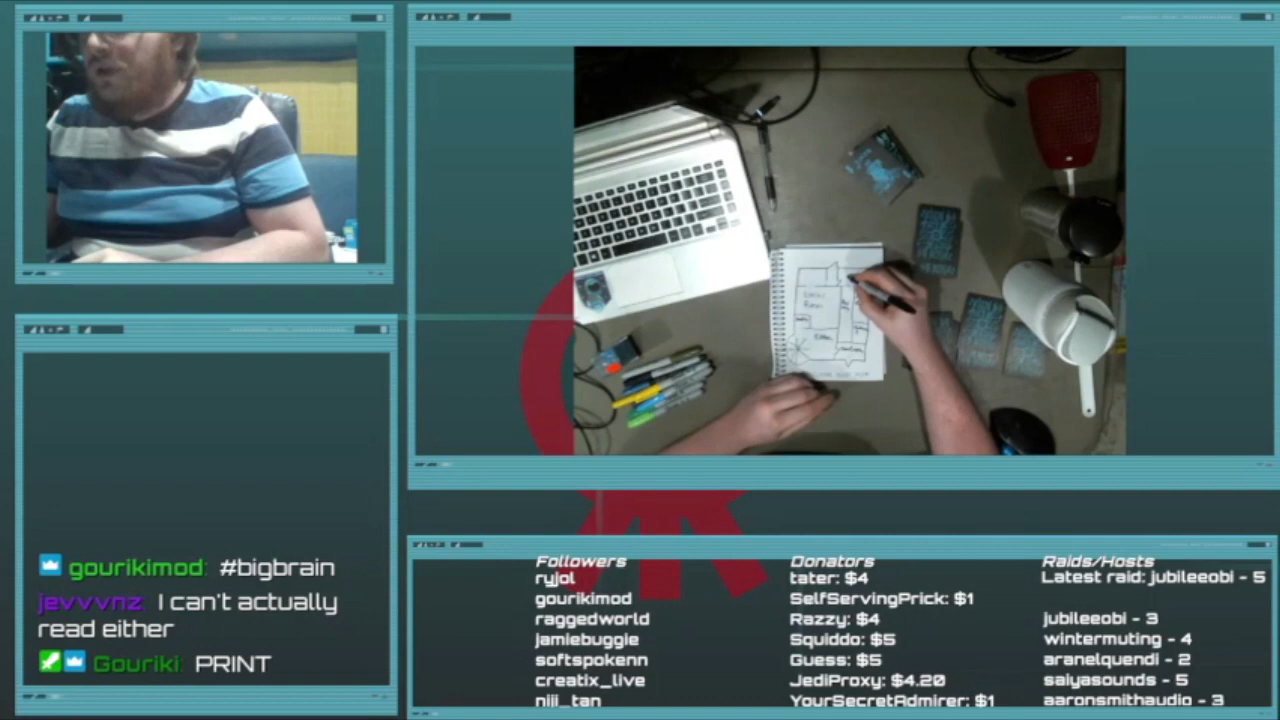 gourikimod: #bigbrain
jevvvnz: I can't actually
read either
Gouriki: PRINT
Followers
ryjol
gourikimod
raggedworld
jamiebuggie
softspokenn
creatix_live
niji_tan
Donators
tater: $4
SelfServingPrick: $1
Razzy: $4
Squiddo: $5
Guess: $5
JediProxy: $4.20
YourSecretAdmirer: $1
Raids/Hosts
Latest raid: jubileeobi - 5
jubileeobi - 3
wintermuting - 4
aranelquendi - 2
saiyasounds - 5
aaronsmithaudio - 3